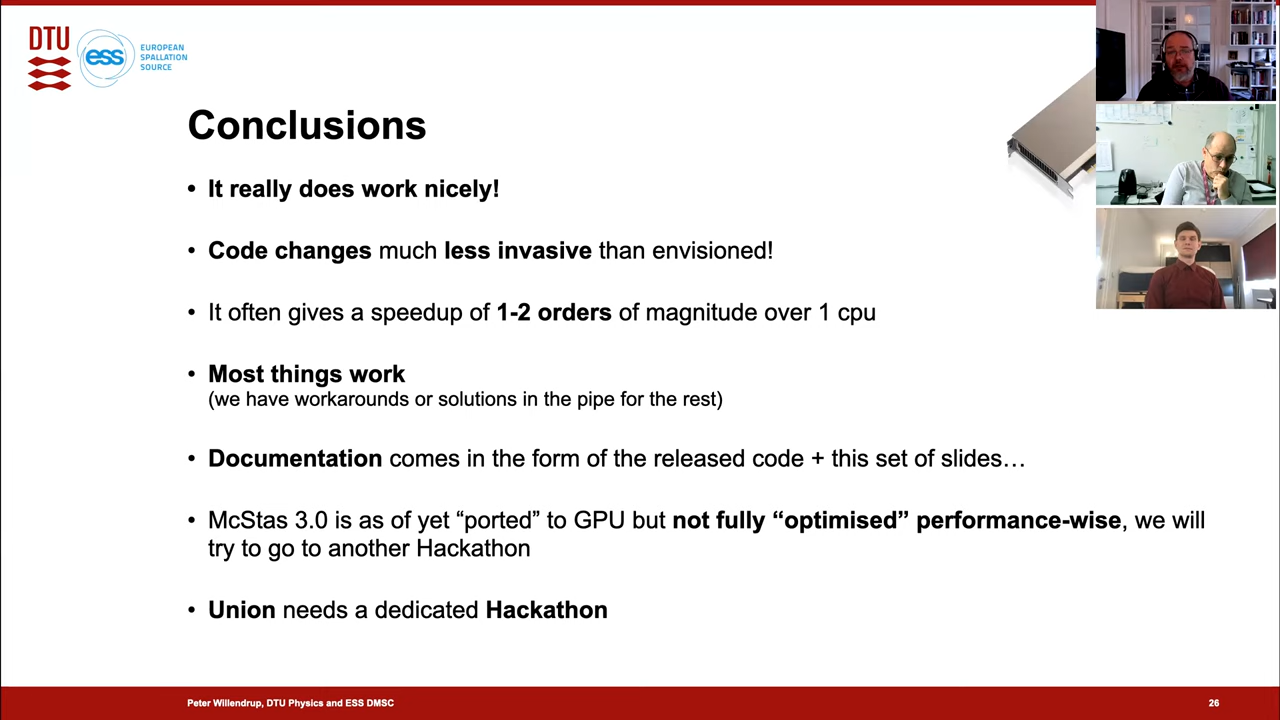 DTU
ess
EUROPEAN
SPALLATION
SOURCE
Conclusions
• It really does work nicely!
• Code changes much less invasive than envisioned!
• It often gives a speedup of 1-2 orders of magnitude over 1 cpu
• Most things work
(we have workarounds or solutions in the pipe for the rest)
• Documentation comes in the form of the released code + this set of slides…
• McStas 3.0 is as of yet “ported” to GPU but not fully “optimised” performance-wise, we will
try to go to another Hackathon
• Union needs a dedicated Hackathon
Peter Willendrup, DTU Physics and ESS DMSC
26